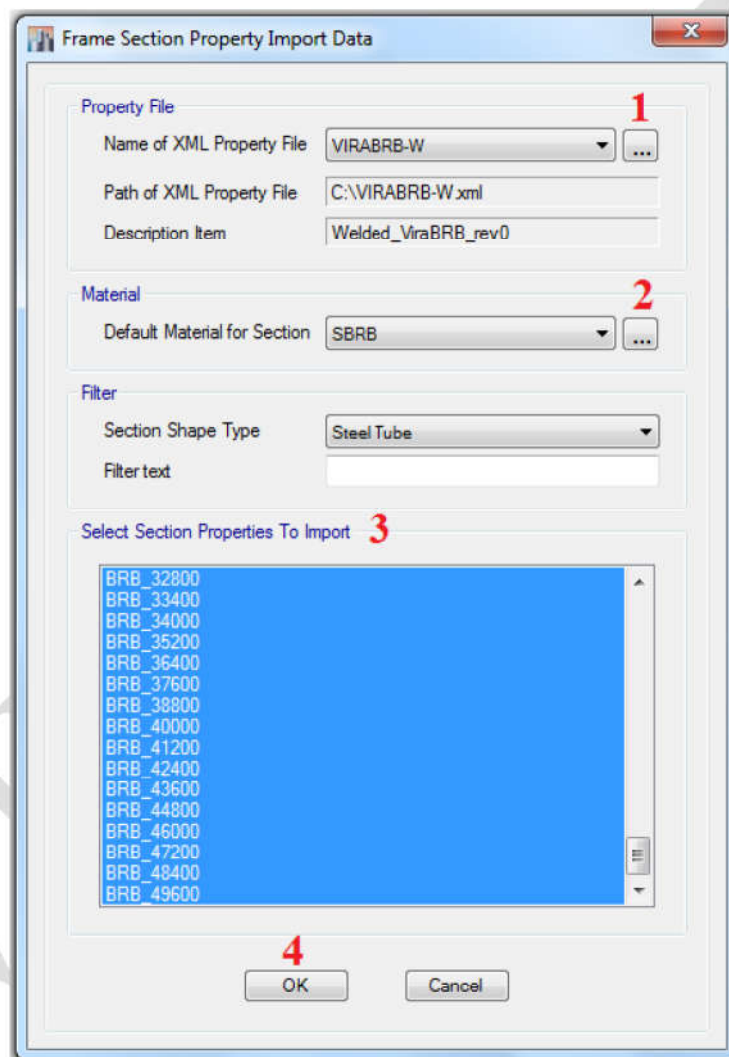 Frame Section Property Import Data
Property File
1
Name of XML Property File VIRABRB-W ...
Path of XML Property File C:\VIRABRB-W.xml
Description Item Welded_ViraBRB_rev0
Material
2
Default Material for Section SBRB ...
Filter
Section Shape Type Steel Tube
Filter text
Select Section Properties To Import 3
BRB_32800
BRB_33400
BRB_34000
BRB_35200
BRB_36400
BRB_37600
BRB_38800
BRB_40000
BRB_41200
BRB_42400
BRB_43600
BRB_44800
BRB_46000
BRB_47200
BRB_48400
BRB_49600
4
OK Cancel